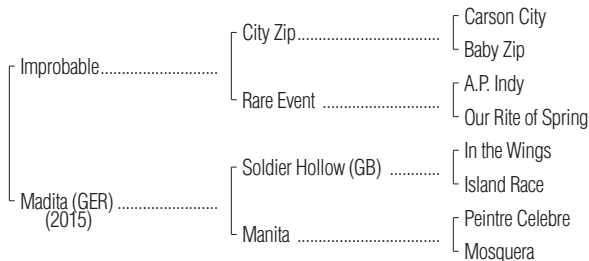 Carson City
City Zip..................................
Baby Zip
Improbable...........................
A.P. Indy
Rare Event ............................
Our Rite of Spring
In the Wings
Soldier Hollow (GB) ............
Island Race
Madita (GER) .......................
(2015)
Peintre Celebre
Manita .................................
Mosquera